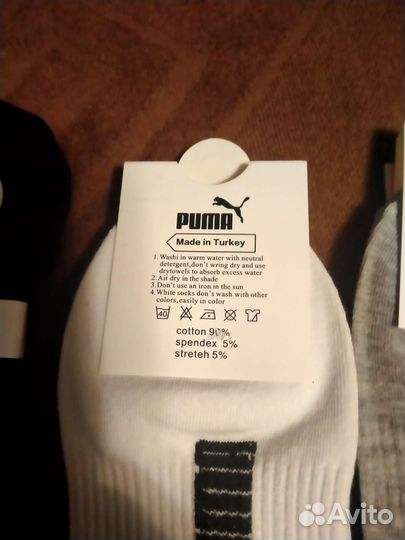 PUMA
Made in Turkey
1. Washi in warm water with neutral
detergent,don't wring dry and use
drytowels to absorb excess water
2. Air dry in the shade
3. Don't use an iron in the sun
4. White socks don't wash with other
colors, easily in color
40
cotton 90%
spendex 5%
streteh 5%
Avito